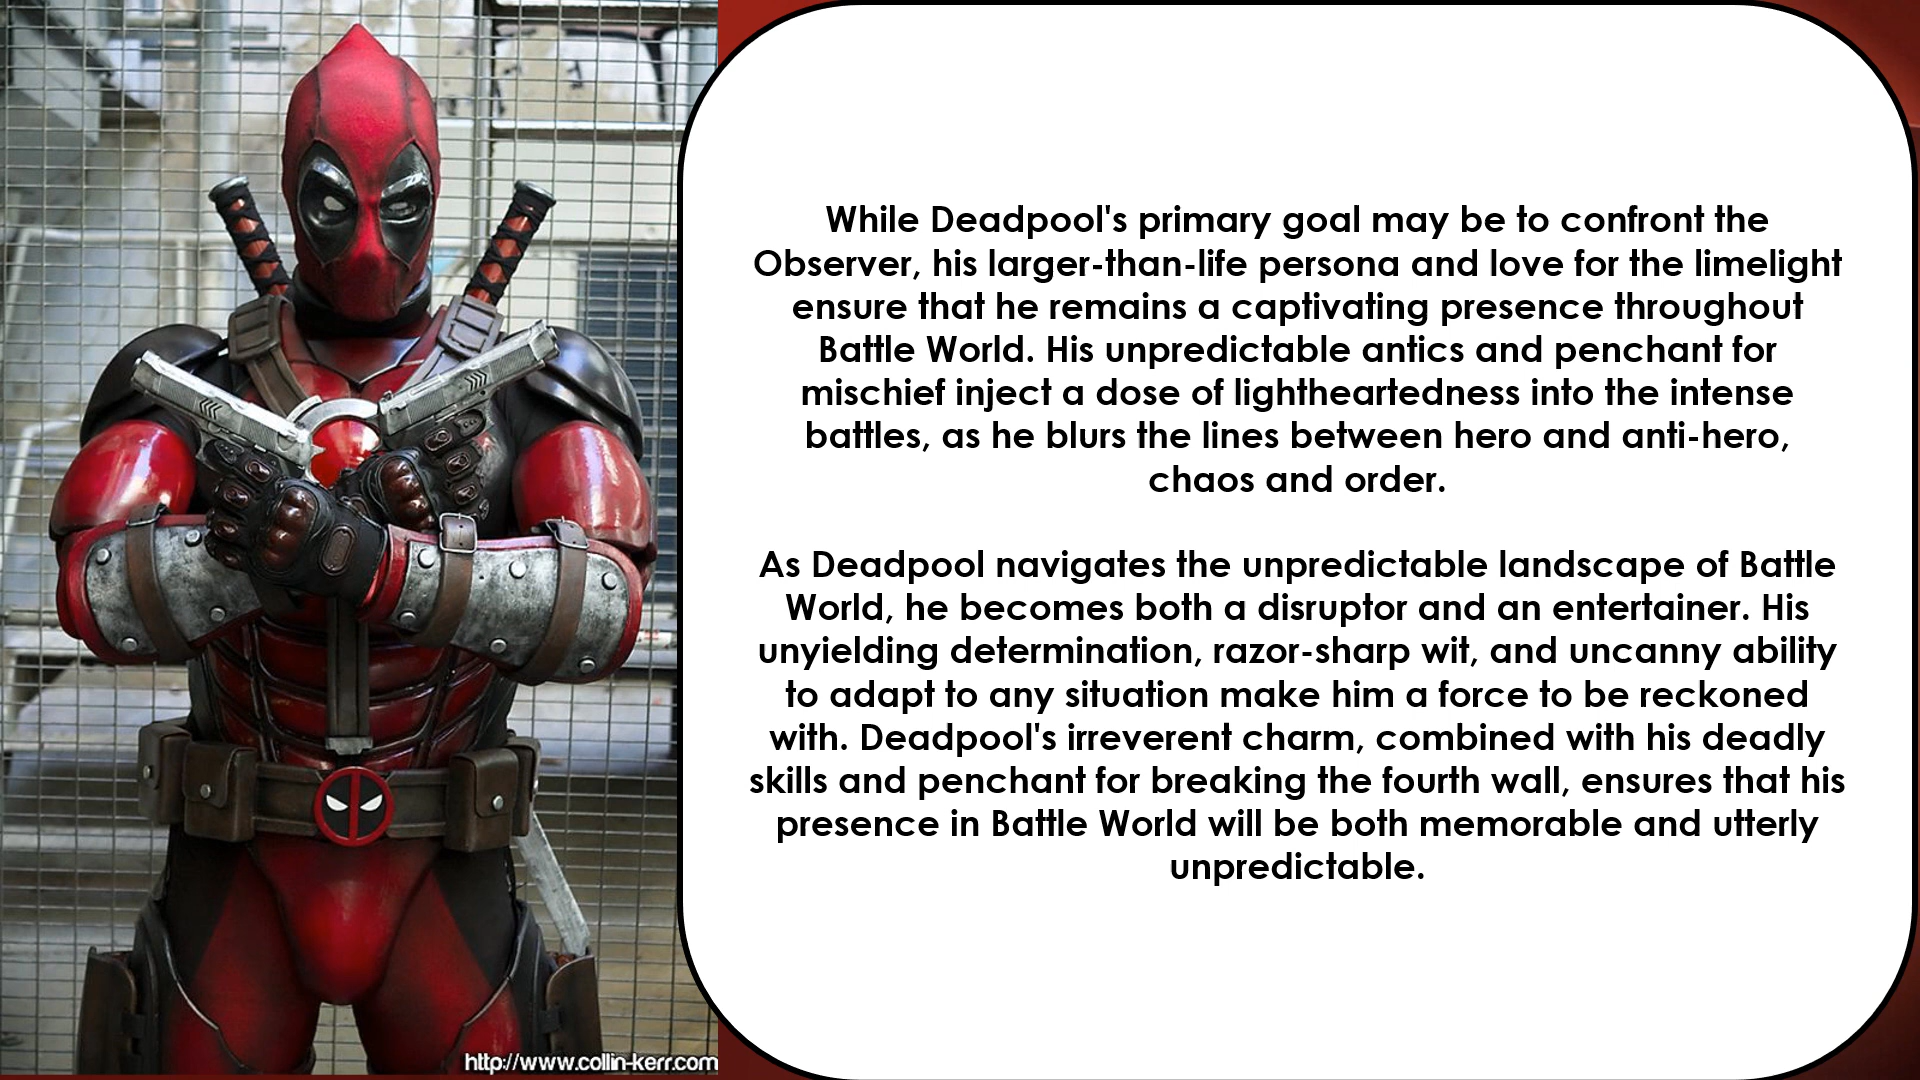 While Deadpool's primary goal may be to confront the
Observer, his larger-than-life persona and love for the limelight
ensure that he remains a captivating presence throughout
Battle World. His unpredictable antics and penchant for
mischief inject a dose of lightheartedness into the intense
battles, as he blurs the lines between hero and anti-hero,
chaos and order.
As Deadpool navigates the unpredictable landscape of Battle
World, he becomes both a disruptor and an entertainer. His
unyielding determination, razor-sharp wit, and uncanny ability
to adapt to any situation make him a force to be reckoned
with. Deadpool's irreverent charm, combined with his deadly
skills and penchant for breaking the fourth wall, ensures that his
presence in Battle World will be both memorable and utterly
unpredictable.
http://www.collin-kerr.com